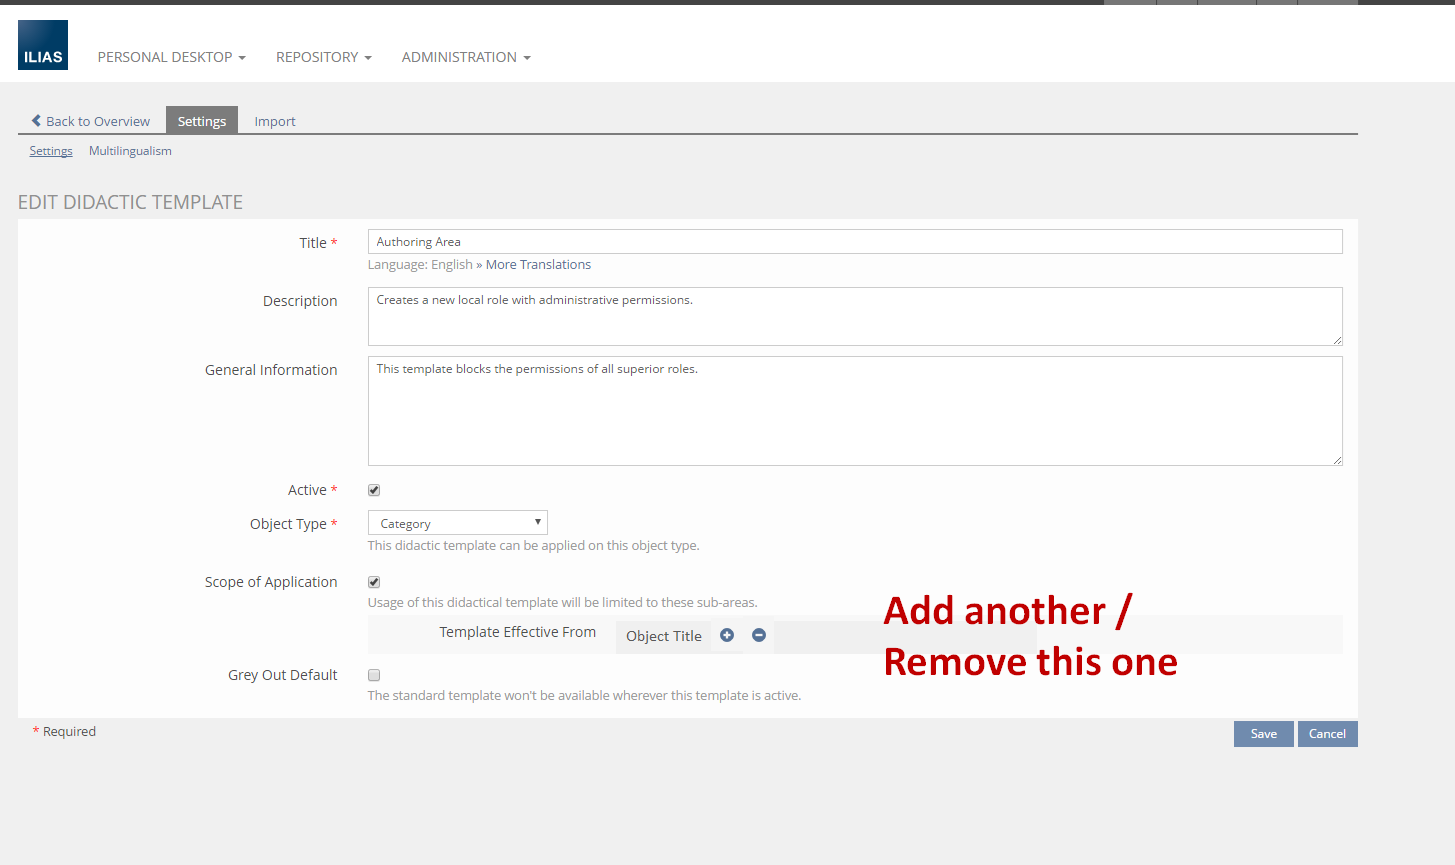 ILIAS
PERSONAL DESKTOP REPOSITORY ADMINISTRATION
Back to Overview Settings Import
Settings Multilingualism
EDIT DIDACTIC TEMPLATE
Title * Authoring Area
Language: English » More Translations
Description Creates a new local role with administrative permissions.
General Information This template blocks the permissions of all superior roles.
Active *
Object Type * Category
This didactic template can be applied on this object type.
Scope of Application
Usage of this didactical template will be limited to these sub-areas.
Template Effective From Object Title
Add another /
Remove this one
Grey Out Default
The standard template won't be available wherever this template is active.
* Required Save Cancel